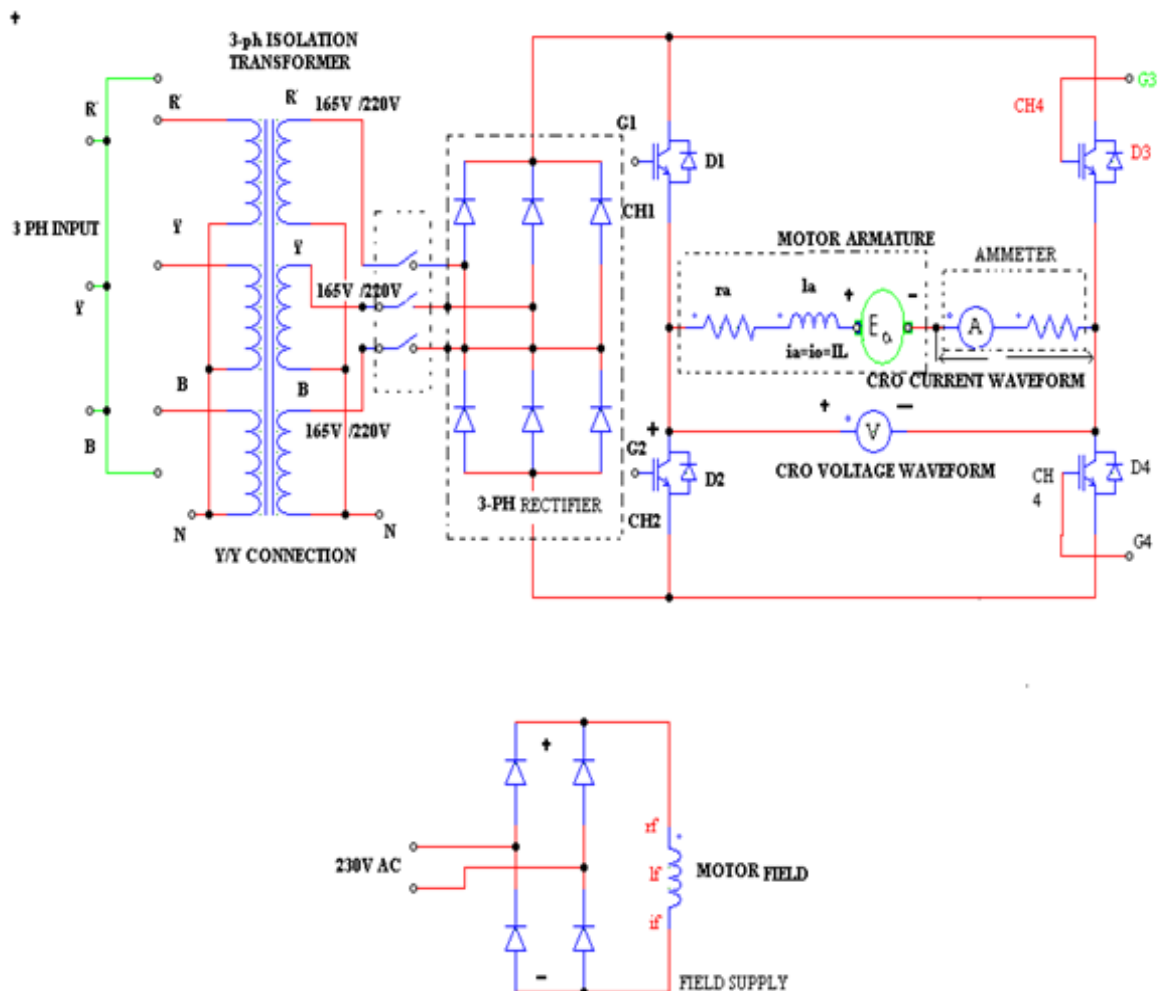 3-ph ISOLATION
TRANSFORMER
R
165V /220V
R
R
Y
Y
165V /220V
3 PH INPUT
Y
B
B
B
165V /220V
N
N
Y/Y CONNECTION
CH1
3-PH RECTIFIER
G1
D1
G2
D2
CH2
G3
CH4
D3
MOTOR ARMATURE
AMMETER
ra
la
+
-
Ea
A
ia=io=IL
CRO CURRENT WAVEFORM
+
+
V
-
CRO VOLTAGE WAVEFORM
CH
4
D4
G4
+
230V AC
-
rf
lf
if
MOTOR FIELD
FIELD SUPPLY